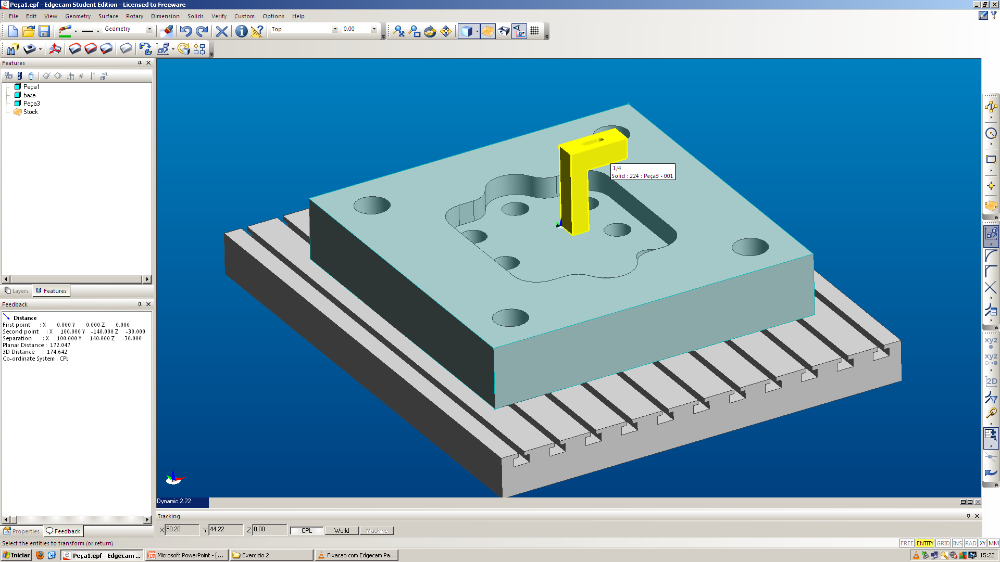 Peça1.epf - Edgecam Student Edition - Licensed to Freeware
File Edit View Geometry Surface Rotary Dimension Solids Verify Custom Options Help
Geometry Top 0.00
Features
Peça1
base
Peça3
Stock
Layers Features
Feedback
Distance
First point : X 0.000 Y 0.000 Z 0.000
Second point : X 100.000 Y -140.000 Z -30.000
Separation : X 100.000 Y -140.000 Z -30.000
Planar Distance : 172.047
3D Distance : 174.642
Co-ordinate System : CPL
1/4
Solid : 224 : Peça3 - 001
xyz
xyz
2D
Dynamic 2.22
Tracking
X 50.20 Y 44.22 Z 0.00 CPL World Machine
Properties Feedback
Select the entities to transform (or return)
FREE ENTITY GRID INS RAD XY MM
Iniciar Peça1.epf - Edgecam ... Microsoft PowerPoint - [... Exercicio 2 Fixacao com Edgecam Pa... 15:22